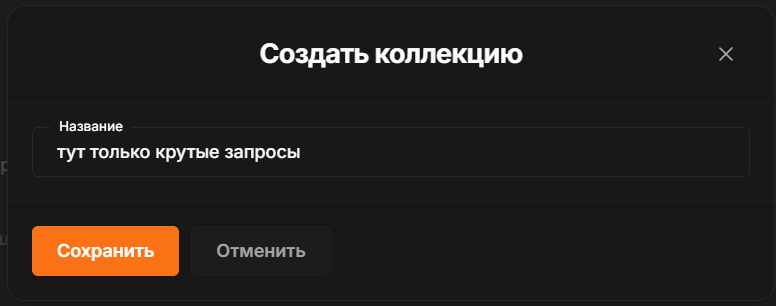 Создать коллекцию
Название
тут только крутые запросы
Сохранить
Отменить